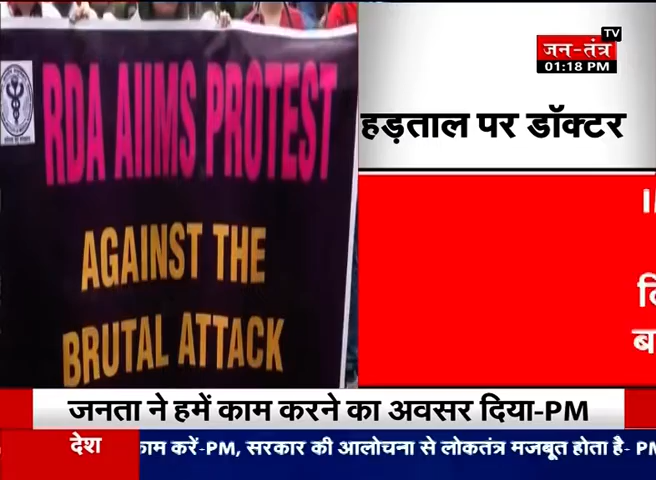 RDA AIIMS PROTEST
AGAINST THE
BRUTAL ATTACK
जन-तंत्र TV
01:18 PM
हड़ताल पर डॉक्टर
जनता ने हमें काम करने का अवसर दिया-PM
देश
काम करें-PM, सरकार की आलोचना से लोकतंत्र मजबूत होता है- PM